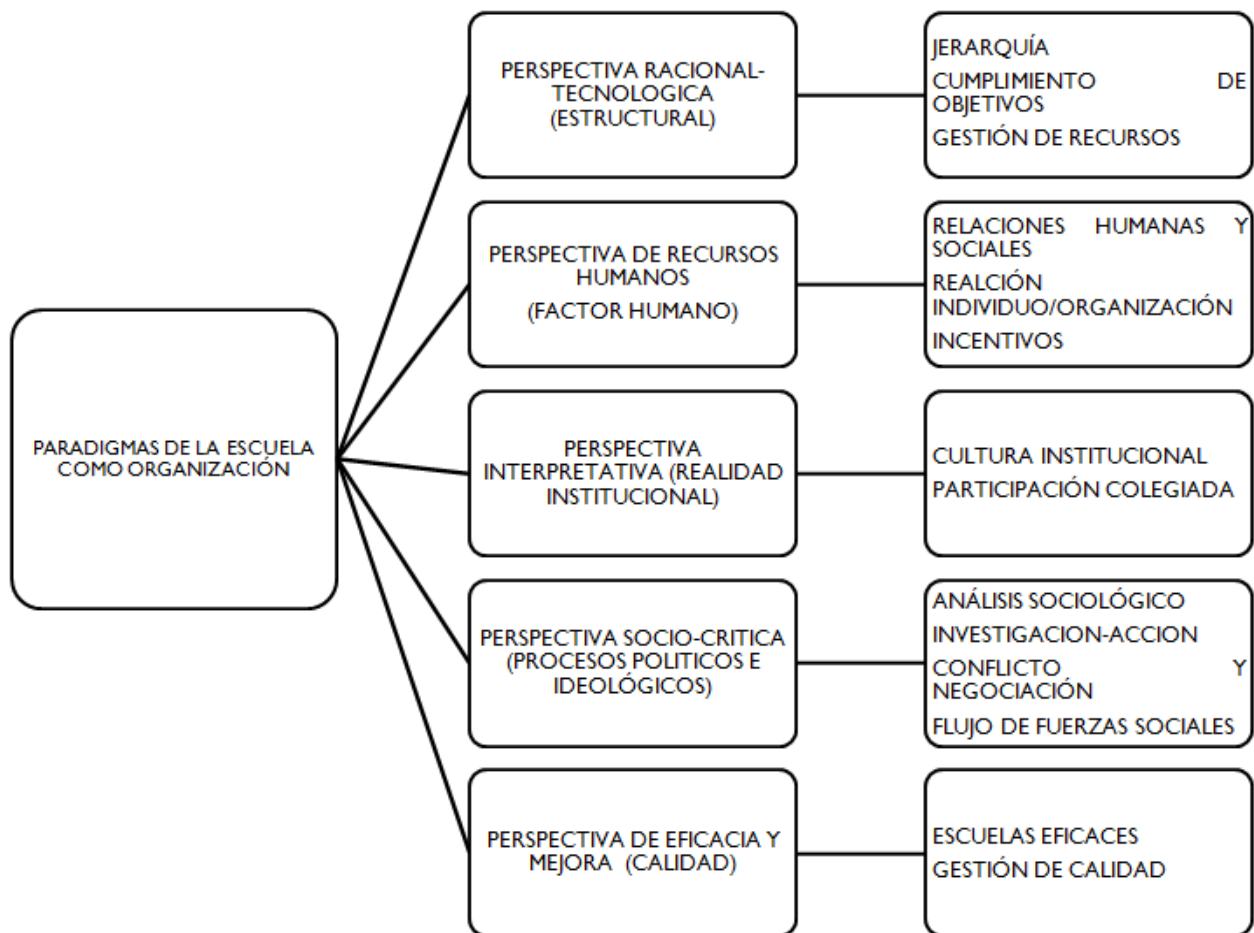 PARADIGMAS DE LA ESCUELA
COMO ORGANIZACIÓN
PERSPECTIVA RACIONAL-
TECNOLOGICA
(ESTRUCTURAL)
JERARQUÍA
CUMPLIMIENTO DE
OBJETIVOS
GESTIÓN DE RECURSOS
PERSPECTIVA DE RECURSOS
HUMANOS
(FACTOR HUMANO)
RELACIONES HUMANAS Y
SOCIALES
REALCIÓN
INDIVIDUO/ORGANIZACIÓN
INCENTIVOS
PERSPECTIVA
INTERPRETATIVA (REALIDAD
INSTITUCIONAL)
CULTURA INSTITUCIONAL
PARTICIPACIÓN COLEGIADA
PERSPECTIVA SOCIO-CRITICA
(PROCESOS POLITICOS E
IDEOLÓGICOS)
ANÁLISIS SOCIOLÓGICO
INVESTIGACION-ACCION
CONFLICTO Y
NEGOCIACIÓN
FLUJO DE FUERZAS SOCIALES
PERSPECTIVA DE EFICACIA Y
MEJORA (CALIDAD)
ESCUELAS EFICACES
GESTIÓN DE CALIDAD